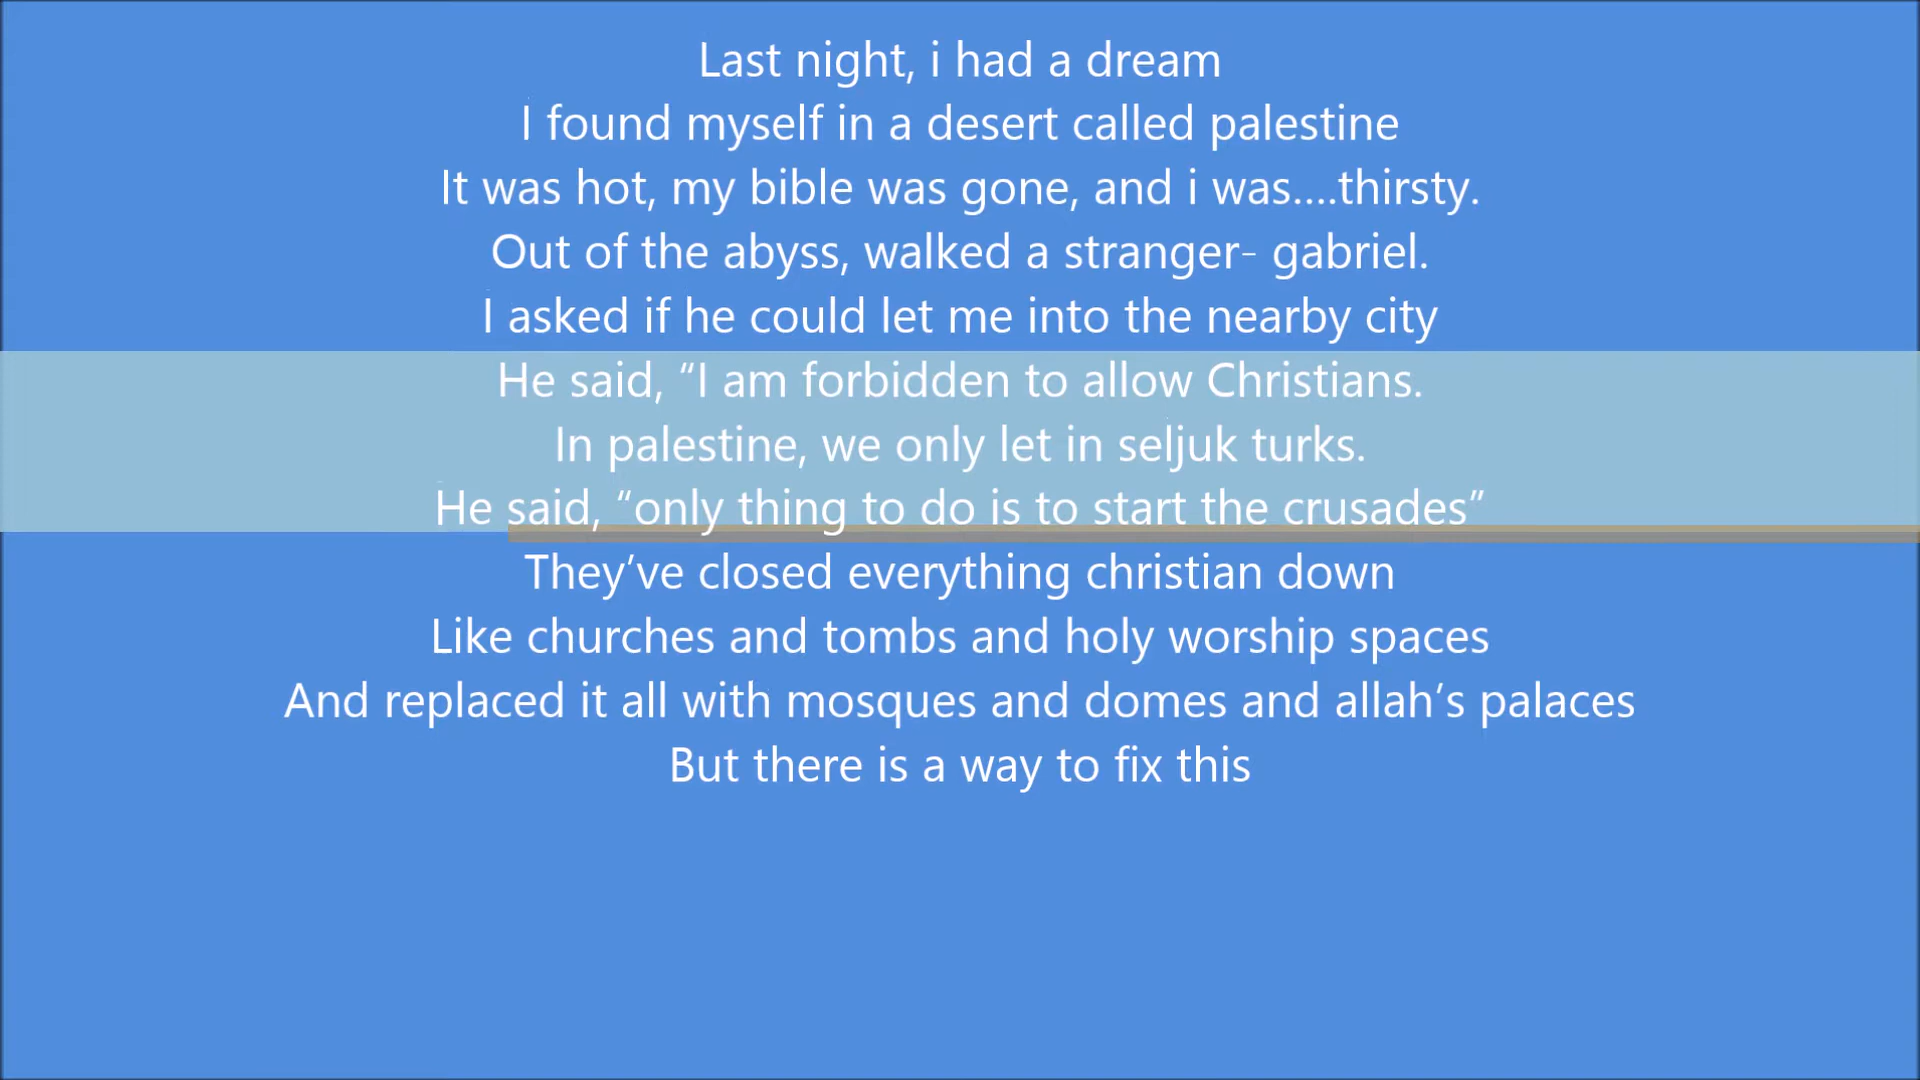 Last night, i had a dream
I found myself in a desert called palestine
It was hot, my bible was gone, and i was....thirsty.
Out of the abyss, walked a stranger- gabriel.
I asked if he could let me into the nearby city
He said, “I am forbidden to allow Christians.
In palestine, we only let in seljuk turks.
He said, “only thing to do is to start the crusades”
They’ve closed everything christian down
Like churches and tombs and holy worship spaces
And replaced it all with mosques and domes and allah’s palaces
But there is a way to fix this